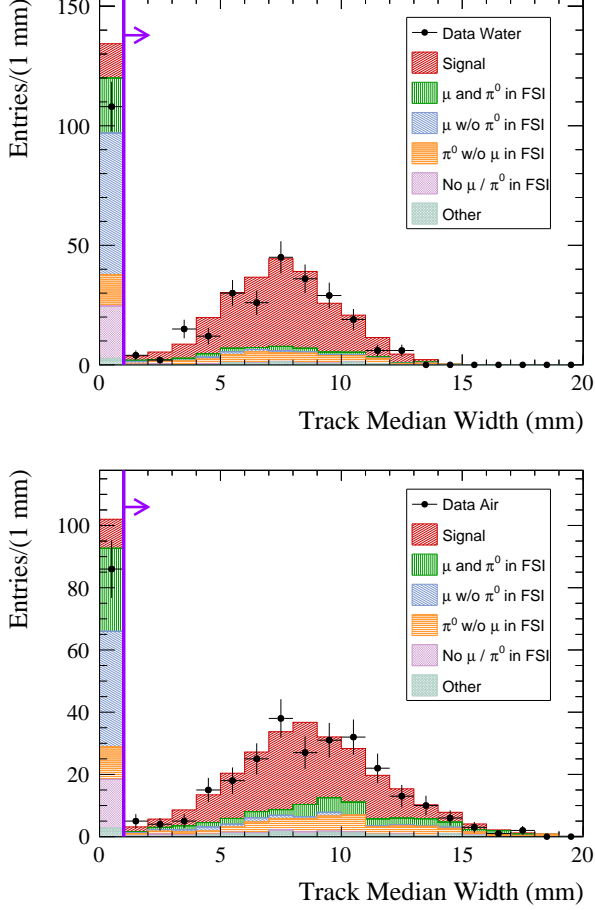 150
100
50
0
Entries/(1 mm)
Data Water
Signal
μ and π⁰ in FSI
μ w/o π⁰ in FSI
π⁰ w/o μ in FSI
No μ / π⁰ in FSI
Other
0 5 10 15 20
Track Median Width (mm)
100
80
60
40
20
0
Entries/(1 mm)
Data Air
Signal
μ and π⁰ in FSI
μ w/o π⁰ in FSI
π⁰ w/o μ in FSI
No μ / π⁰ in FSI
Other
0 5 10 15 20
Track Median Width (mm)